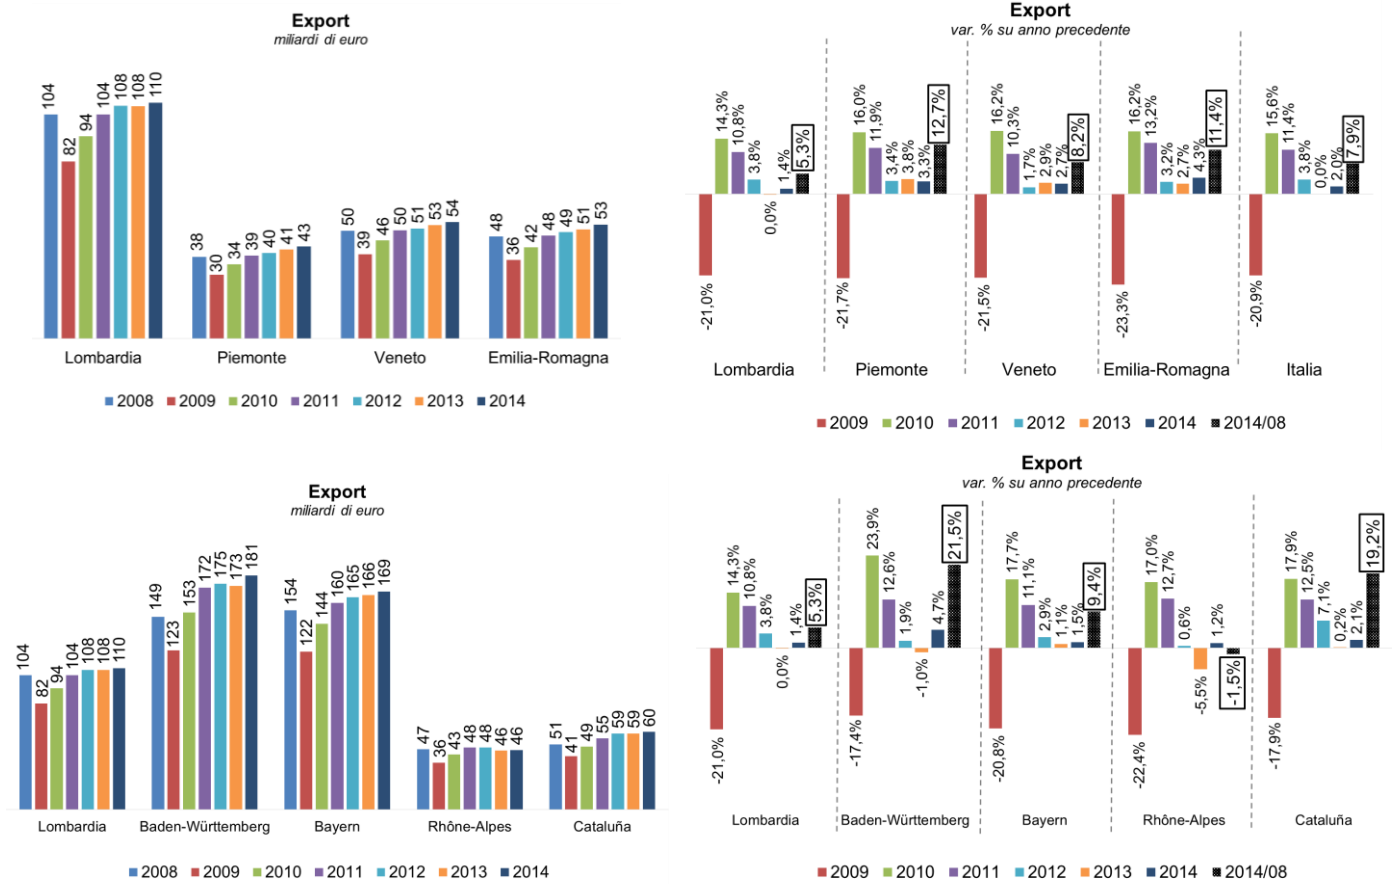 Export
miliardi di euro
104 82 94 104 108 108 110
38 30 34 39 40 41 43
50 39 46 50 51 53 54
48 36 42 48 49 51 53
Lombardia Piemonte Veneto Emilia-Romagna
2008 2009 2010 2011 2012 2013 2014
Export
var. % su anno precedente
-21,0% 14,3% 10,8% 3,8% 0,0% 1,4% 5,3%
-21,7% 16,0% 11,9% 3,4% 3,8% 3,3% 12,7%
-21,5% 16,2% 10,3% 1,7% 2,9% 2,7% 8,2%
-23,3% 16,2% 13,2% 3,2% 2,7% 4,3% 11,4%
-20,9% 15,6% 11,4% 3,8% 0,0% 2,0% 7,9%
Lombardia Piemonte Veneto Emilia-Romagna Italia
2009 2010 2011 2012 2013 2014 2014/08
Export
miliardi di euro
104 82 94 104 108 108 110
149 123 153 172 175 173 181
154 122 144 160 165 166 169
47 36 43 48 48 46 46
51 41 49 55 59 59 60
Lombardia Baden-Württemberg Bayern Rhône-Alpes Cataluña
2008 2009 2010 2011 2012 2013 2014
Export
var. % su anno precedente
-21,0% 14,3% 10,8% 3,8% 0,0% 1,4% 5,3%
-17,4% 23,9% 12,6% 1,9% -1,0% 4,7% 21,5%
-20,8% 17,7% 11,1% 2,9% 1,1% 1,5% 9,4%
-22,4% 17,0% 12,7% 0,6% -5,5% 1,2% -1,5%
-17,9% 17,9% 12,5% 7,1% 0,2% 2,1% 19,2%
Lombardia Baden-Württemberg Bayern Rhône-Alpes Cataluña
2009 2010 2011 2012 2013 2014 2014/08